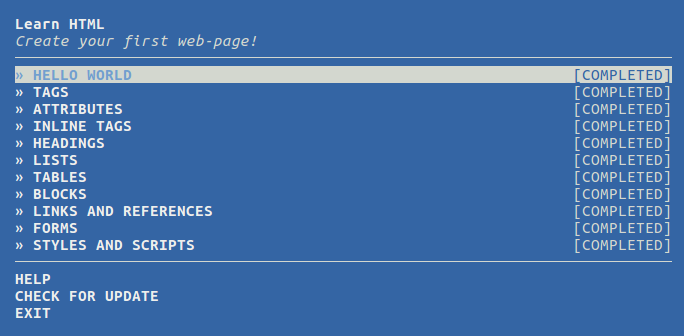 Learn HTML
Create your first web-page!
» HELLO WORLD [COMPLETED]
» TAGS [COMPLETED]
» ATTRIBUTES [COMPLETED]
» INLINE TAGS [COMPLETED]
» HEADINGS [COMPLETED]
» LISTS [COMPLETED]
» TABLES [COMPLETED]
» BLOCKS [COMPLETED]
» LINKS AND REFERENCES [COMPLETED]
» FORMS [COMPLETED]
» STYLES AND SCRIPTS [COMPLETED]
HELP
CHECK FOR UPDATE
EXIT